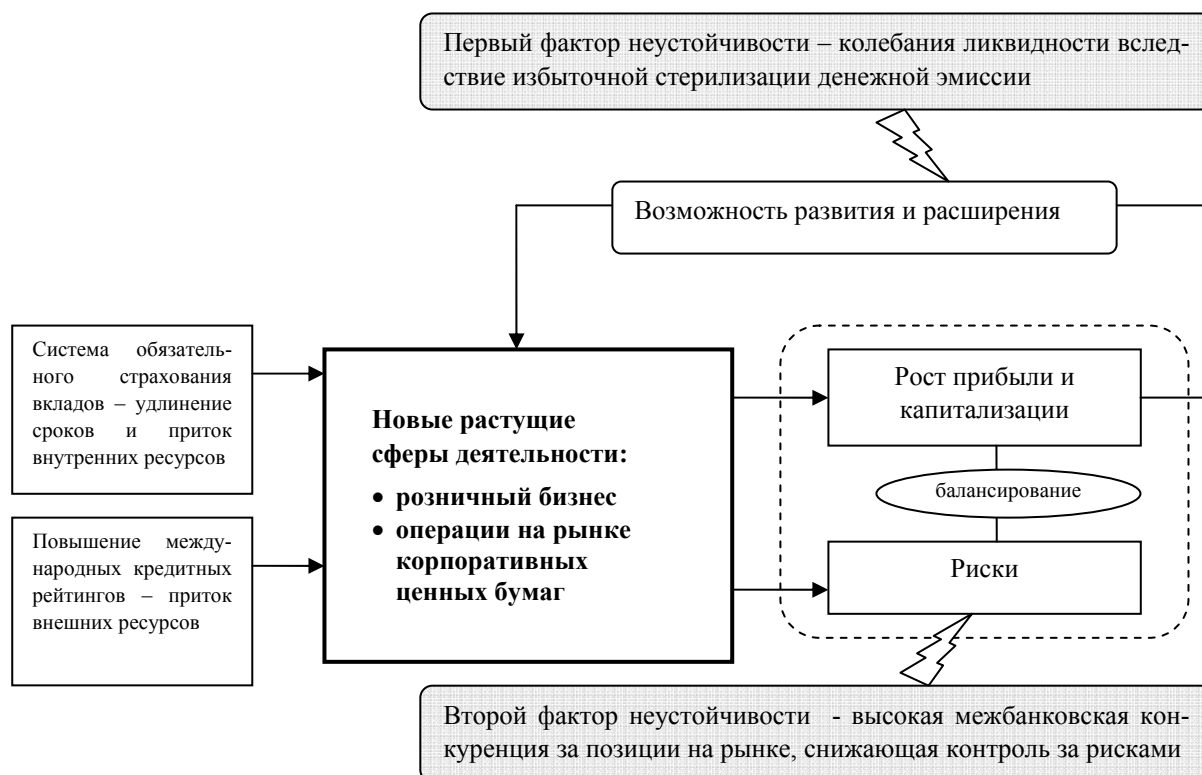 Первый фактор неустойчивости – колебания ликвидности вслед-
ствие избыточной стерилизации денежной эмиссии
Возможность развития и расширения
Система обязатель-
ного страхования
вкладов – удлинение
сроков и приток
внутренних ресурсов
Повышение между-
народных кредитных
рейтингов – приток
внешних ресурсов
Новые растущие
сферы деятельности:
• розничный бизнес
• операции на рынке
корпоративных
ценных бумаг
Рост прибыли и
капитализации
балансирование
Риски
Второй фактор неустойчивости - высокая межбанковская кон-
куренция за позиции на рынке, снижающая контроль за рисками